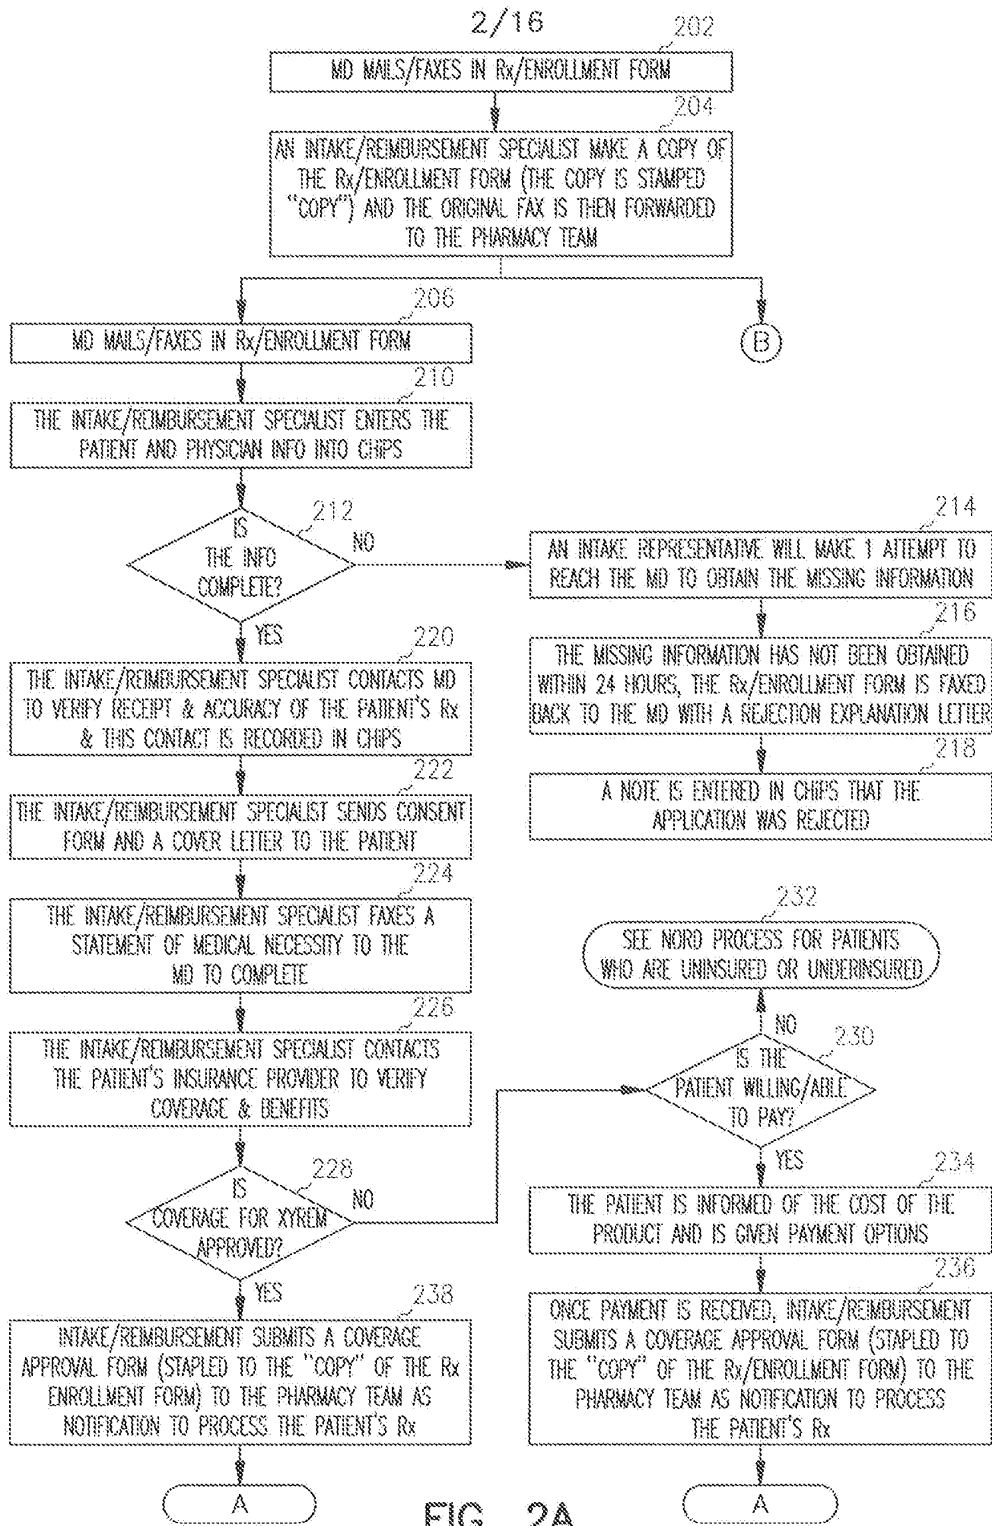 2/16
202
MD MAILS/FAXES IN Rx/ENROLLMENT FORM
204
AN INTAKE/REIMBURSEMENT SPECIALIST MAKE A COPY OF
THE Rx/ENROLLMENT FORM (THE COPY IS STAMPED
"COPY") AND THE ORIGINAL FAX IS THEN FORWARDED
TO THE PHARMACY TEAM
206
MD MAILS/FAXES IN Rx/ENROLLMENT FORM
B
210
THE INTAKE/REIMBURSEMENT SPECIALIST ENTERS THE
PATIENT AND PHYSICIAN INFO INTO CHIPS
212
IS
THE INFO
COMPLETE?
NO
YES
214
AN INTAKE REPRESENTATIVE WILL MAKE 1 ATTEMPT TO
REACH THE MD TO OBTAIN THE MISSING INFORMATION
216
THE MISSING INFORMATION HAS NOT BEEN OBTAINED
WITHIN 24 HOURS, THE Rx/ENROLLMENT FORM IS FAXED
BACK TO THE MD WITH A REJECTION EXPLANATION LETTER
218
A NOTE IS ENTERED IN CHIPS THAT THE
APPLICATION WAS REJECTED
220
THE INTAKE/REIMBURSEMENT SPECIALIST CONTACTS MD
TO VERIFY RECEIPT & ACCURACY OF THE PATIENT'S Rx
& THIS CONTACT IS RECORDED IN CHIPS
222
THE INTAKE/REIMBURSEMENT SPECIALIST SENDS CONSENT
FORM AND A COVER LETTER TO THE PATIENT
224
THE INTAKE/REIMBURSEMENT SPECIALIST FAXES A
STATEMENT OF MEDICAL NECESSITY TO THE
MD TO COMPLETE
226
THE INTAKE/REIMBURSEMENT SPECIALIST CONTACTS
THE PATIENT'S INSURANCE PROVIDER TO VERIFY
COVERAGE & BENEFITS
228
IS
COVERAGE FOR XYREM
APPROVED?
NO
YES
232
SEE NORD PROCESS FOR PATIENTS
WHO ARE UNINSURED OR UNDERINSURED
NO
230
IS THE
PATIENT WILLING/ABLE
TO PAY?
YES
234
THE PATIENT IS INFORMED OF THE COST OF THE
PRODUCT AND IS GIVEN PAYMENT OPTIONS
236
ONCE PAYMENT IS RECEIVED, INTAKE/REIMBURSEMENT
SUBMITS A COVERAGE APPROVAL FORM (STAPLED TO
THE "COPY" OF THE Rx/ENROLLMENT FORM) TO THE
PHARMACY TEAM AS NOTIFICATION TO PROCESS
THE PATIENT'S Rx
A
238
INTAKE/REIMBURSEMENT SUBMITS A COVERAGE
APPROVAL FORM (STAPLED TO THE "COPY" OF THE Rx
ENROLLMENT FORM) TO THE PHARMACY TEAM AS
NOTIFICATION TO PROCESS THE PATIENT'S Rx
A
FIG. 2A